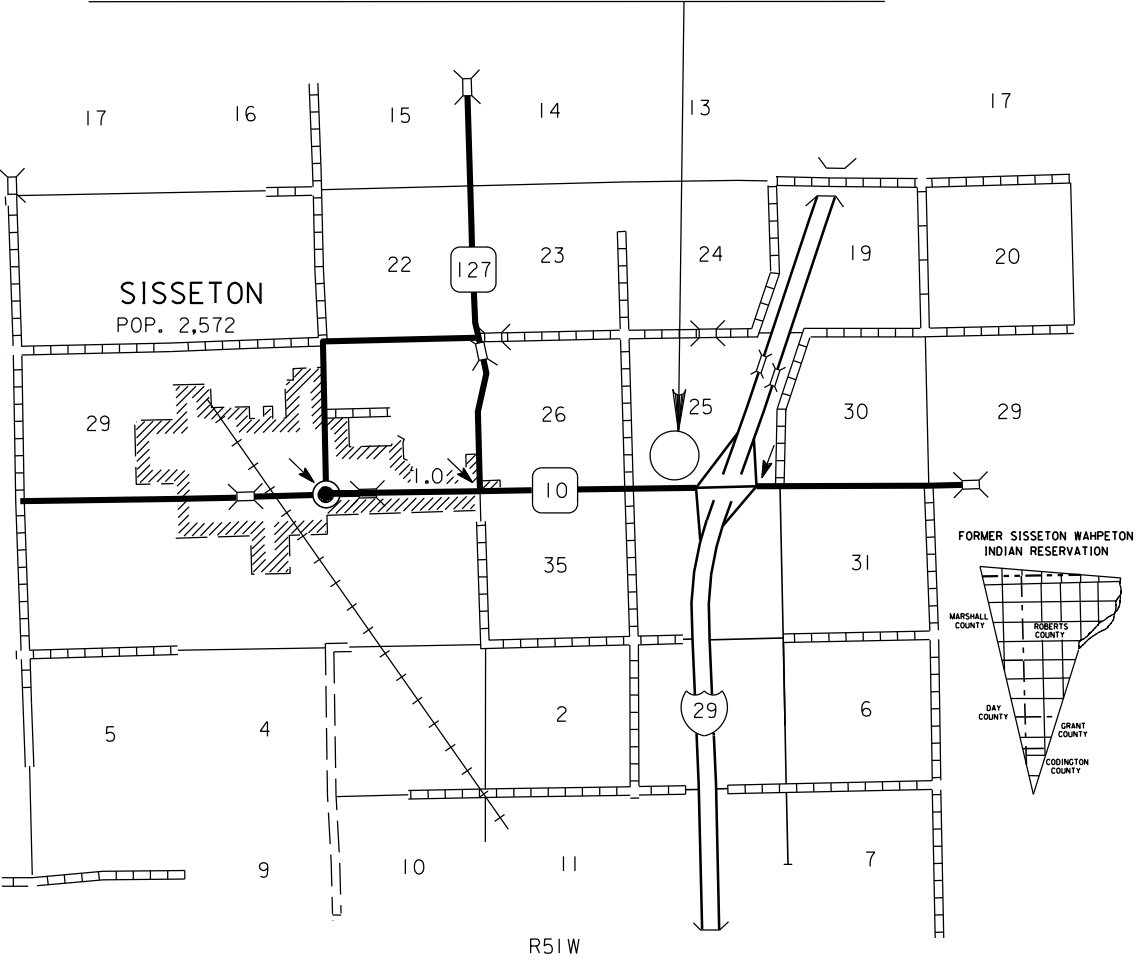 17 16 15 14 13 17
22 127 23 24 19 20
SISSETON
POP. 2,572
29 26 25 30 29
1.0 10
FORMER SISSETON WAHPETON
INDIAN RESERVATION
35 31
MARSHALL
COUNTY
ROBERTS
COUNTY
5 4 2 29 6
DAY
COUNTY
GRANT
COUNTY
CODINGTON
COUNTY
9 10 11 7
R51W